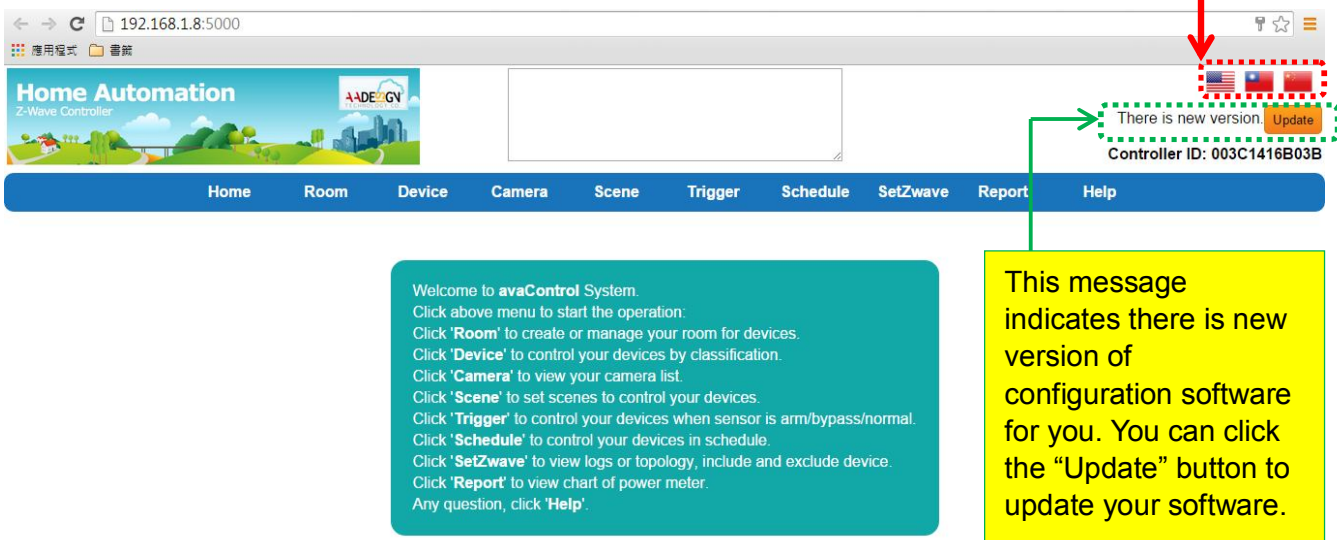 192.168.1.8:5000
應用程式 書籤
Home Automation
Z-Wave Controller
TECHNOLOGY CO.
There is new version. Update
Controller ID: 003C1416B03B
Home Room Device Camera Scene Trigger Schedule SetZwave Report Help
Welcome to avaControl System.
Click above menu to start the operation:
Click 'Room' to create or manage your room for devices.
Click 'Device' to control your devices by classification.
Click 'Camera' to view your camera list.
Click 'Scene' to set scenes to control your devices.
Click 'Trigger' to control your devices when sensor is arm/bypass/normal.
Click 'Schedule' to control your devices in schedule.
Click 'SetZwave' to view logs or topology, include and exclude device.
Click 'Report' to view chart of power meter.
Any question, click 'Help'.
This message
indicates there is new
version of
configuration software
for you. You can click
the “Update” button to
update your software.